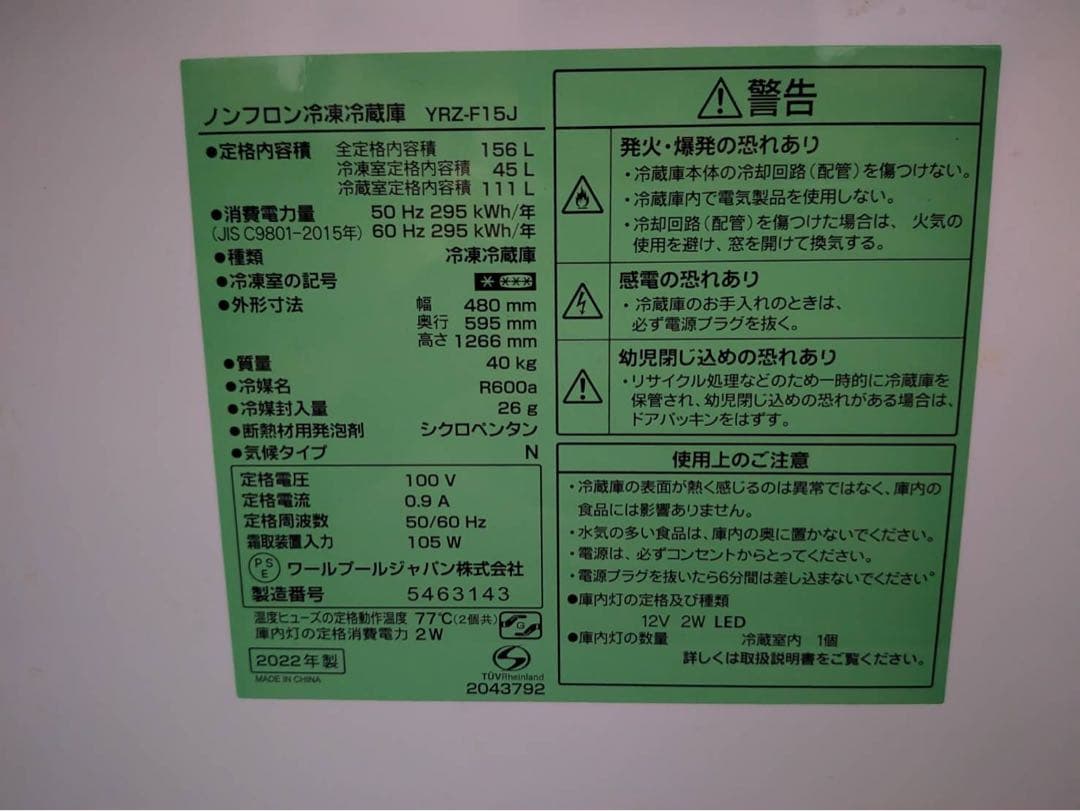 ノンフロン冷凍冷蔵庫 YRZ-F15J
●定格内容積 全定格内容積 156 L
冷凍室定格内容積 45 L
冷蔵室定格内容積 111 L
●消費電力量 50 Hz 295 kWh/年
(JIS C9801-2015年) 60 Hz 295 kWh/年
●種類 冷凍冷蔵庫
●冷凍室の記号
●外形寸法 幅 480 mm
奥行 595 mm
高さ 1266 mm
●質量 40 kg
●冷媒名 R600a
●冷媒封入量 26 g
●断熱材用発泡剤 シクロペンタン
●気候タイプ N
定格電圧 100 V
定格電流 0.9 A
定格周波数 50/60 Hz
霜取装置入力 105 W
PSE ワールプールジャパン株式会社
製造番号 5463143
温度ヒューズの定格動作温度 77℃(2個共)
庫内灯の定格消費電力 2W
G
2022年製
MADE IN CHINA
TÜVRheinland
2043792
警告
発火・爆発の恐れあり
・冷蔵庫本体の冷却回路(配管)を傷つけない。
・冷蔵庫内で電気製品を使用しない。
・冷却回路(配管)を傷つけた場合は、火気の
使用を避け、窓を開けて換気する。
感電の恐れあり
・冷蔵庫のお手入れのときは、
必ず電源プラグを抜く。
幼児閉じ込めの恐れあり
・リサイクル処理などのため一時的に冷蔵庫を
保管され、幼児閉じ込めの恐れがある場合は、
ドアパッキンをはずす。
使用上のご注意
・冷蔵庫の表面が熱く感じるのは異常ではなく、庫内の
食品には影響ありません。
・水気の多い食品は、庫内の奥に置かないでください。
・電源は、必ずコンセントからとってください。
・電源プラグを抜いたら6分間は差し込まないでください。
●庫内灯の定格及び種類
12V 2W LED
●庫内灯の数量 冷蔵室内 1個
詳しくは取扱説明書をご覧ください。